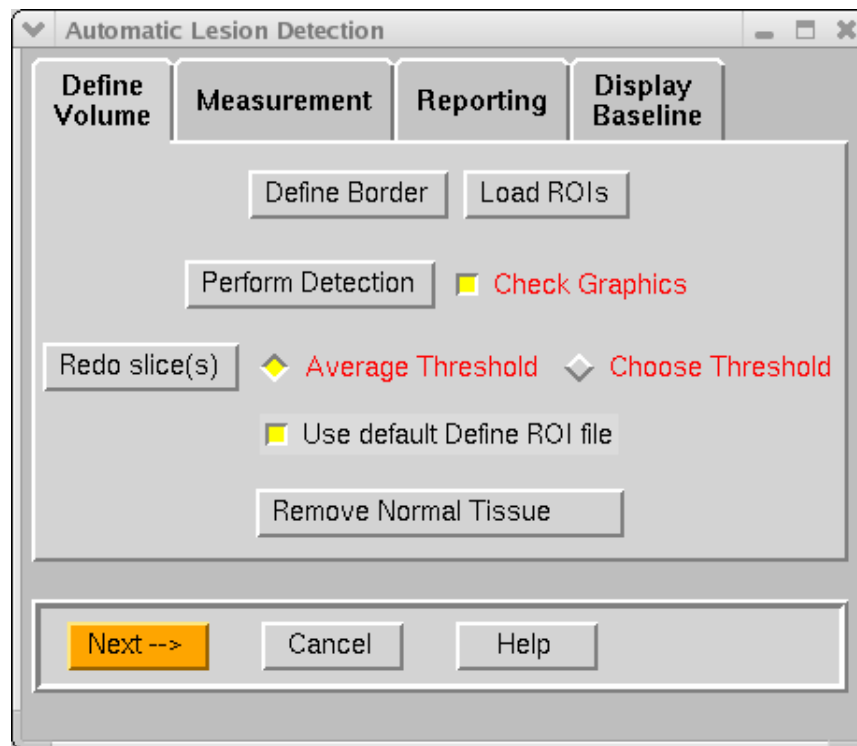 Automatic Lesion Detection
Define
Volume
Measurement
Reporting
Display
Baseline
Define Border
Load ROIs
Perform Detection
Check Graphics
Redo slice(s)
Average Threshold
Choose Threshold
Use default Define ROI file
Remove Normal Tissue
Next -->
Cancel
Help